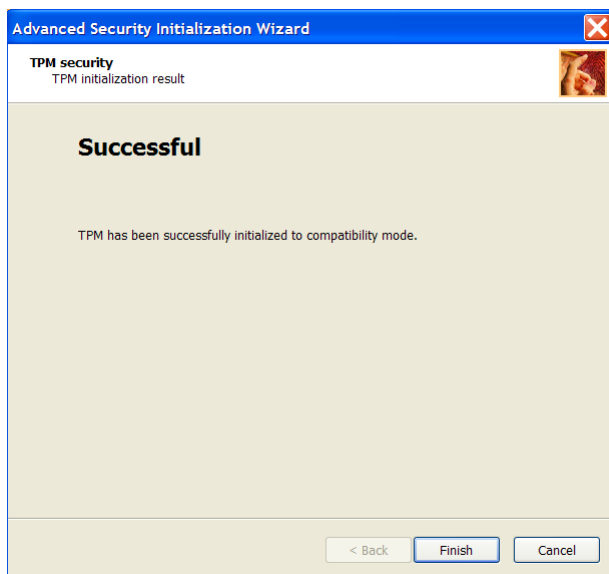 Advanced Security Initialization Wizard
TPM security
TPM initialization result
Successful
TPM has been successfully initialized to compatibility mode.
< Back Finish Cancel